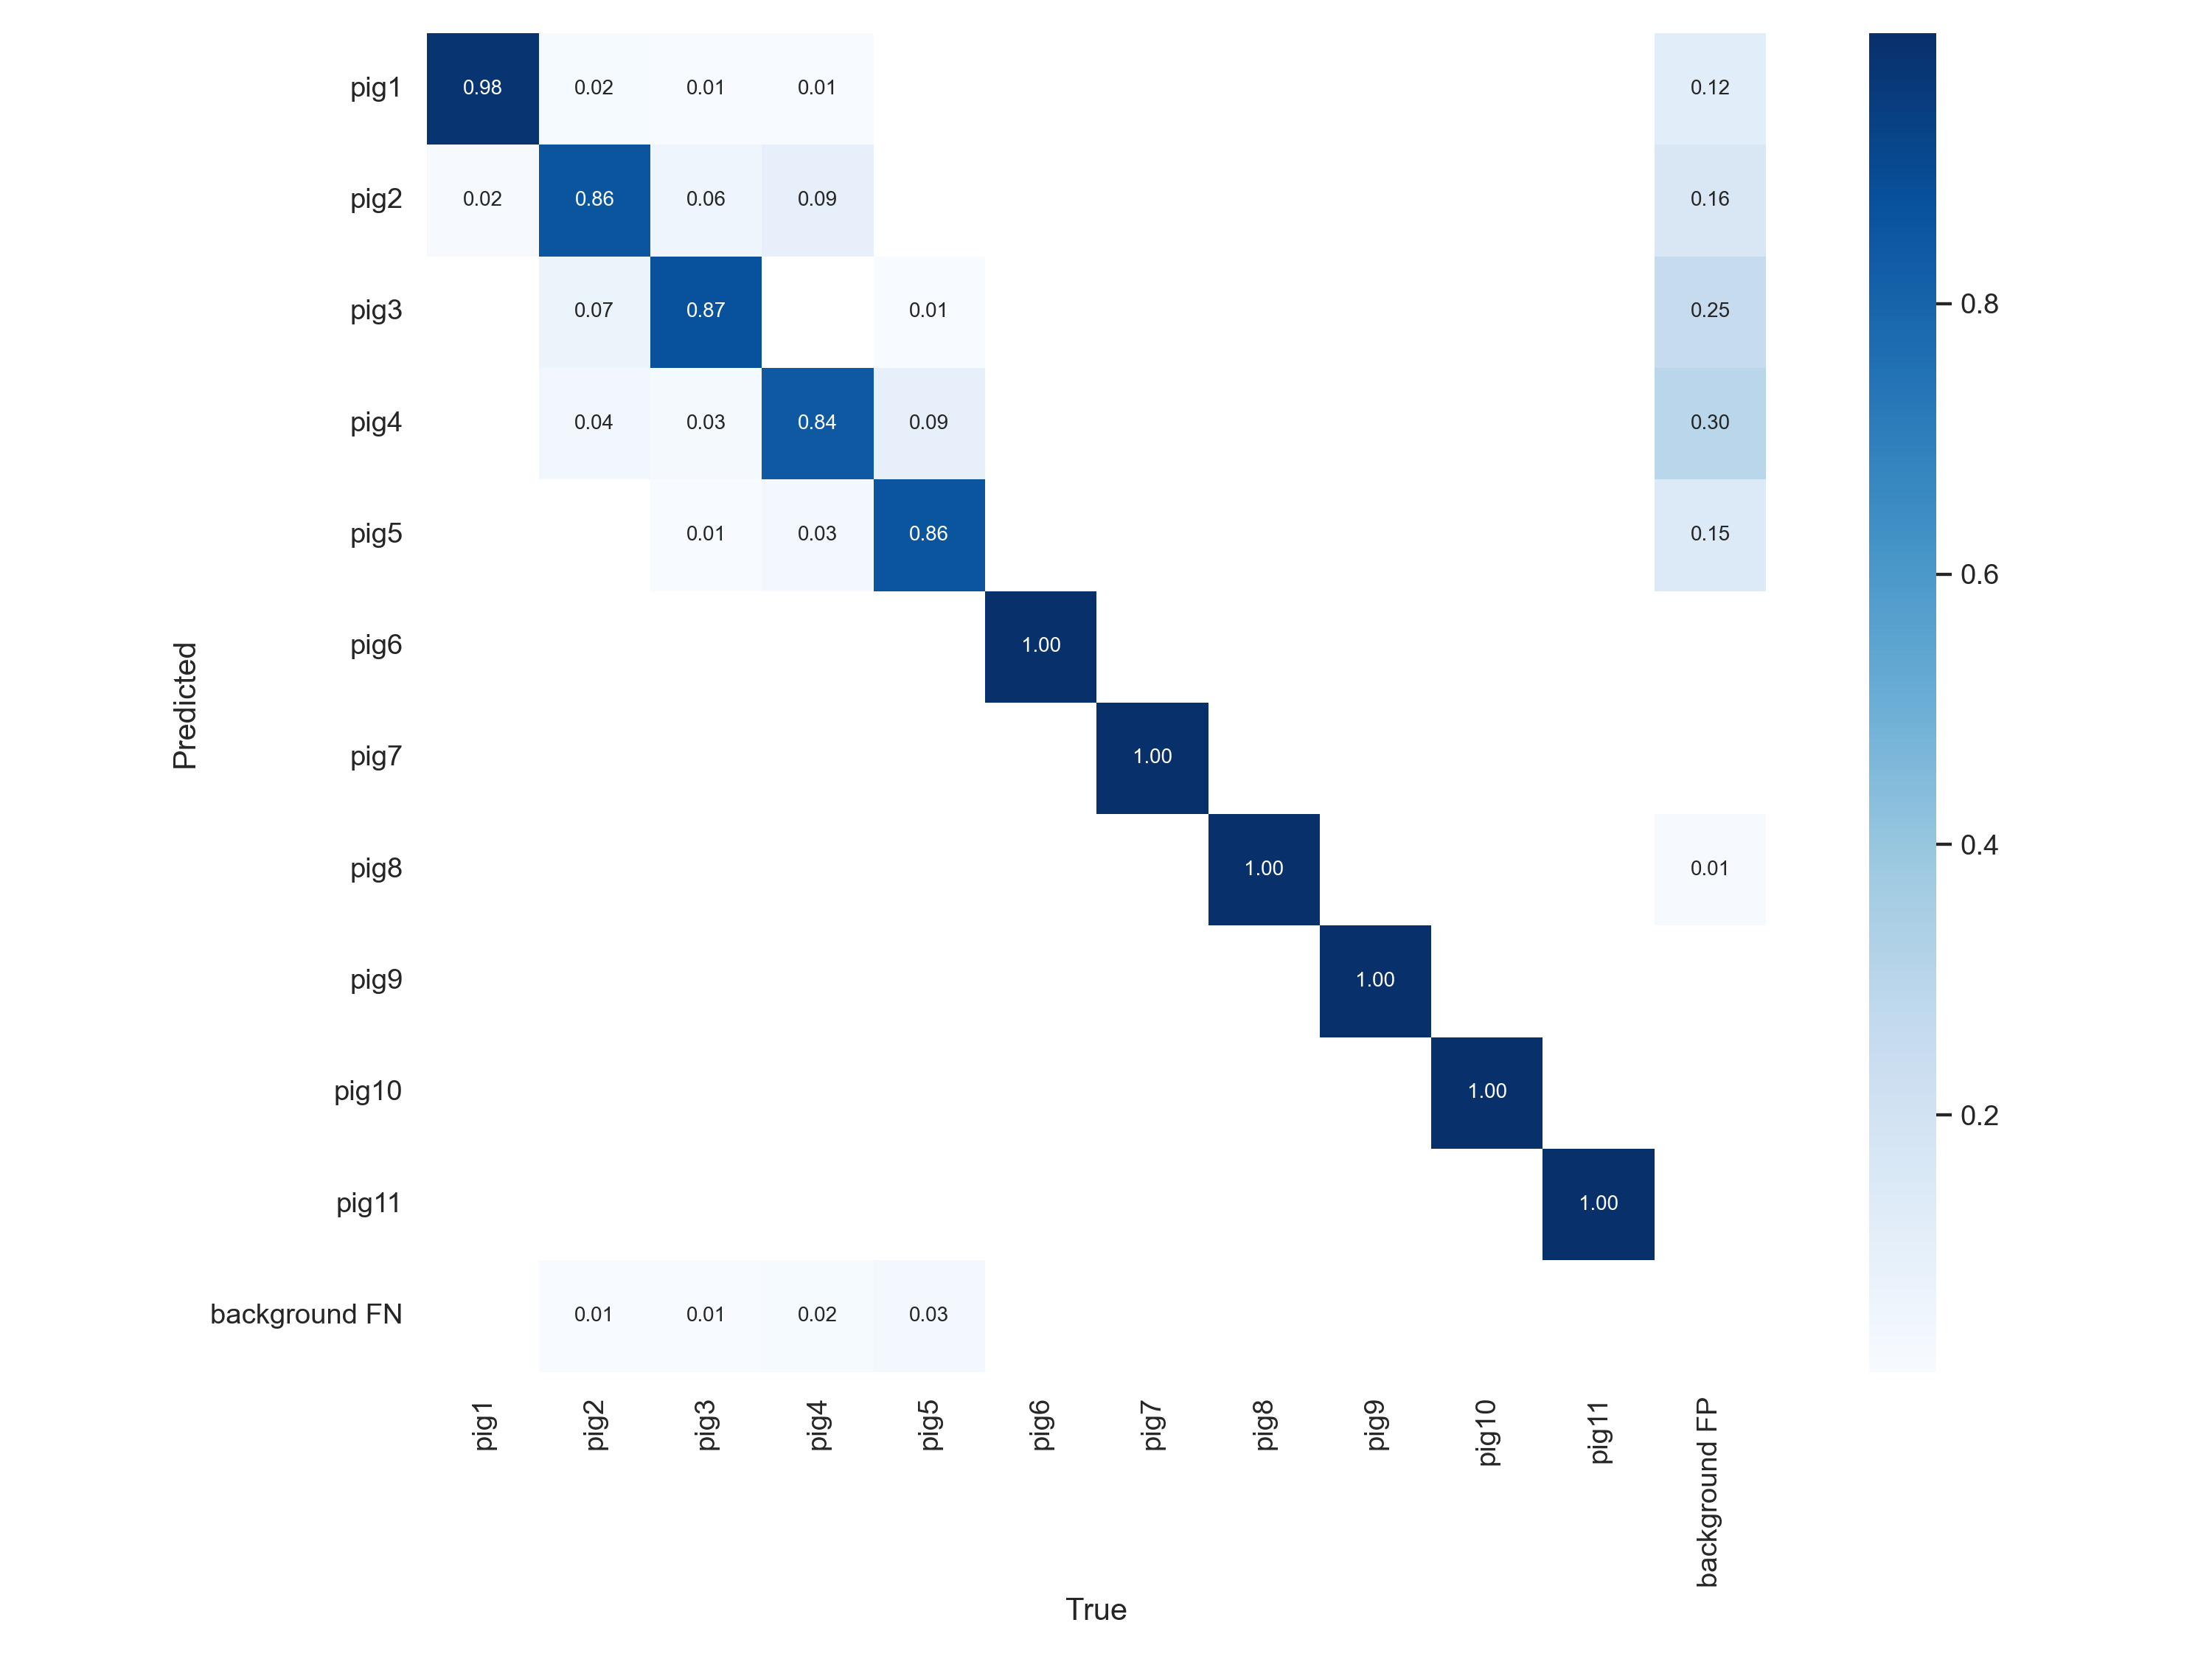 pig1 0.98 0.02 0.01 0.01 0.12
pig2 0.02 0.86 0.06 0.09 0.16
pig3 0.07 0.87 0.01 0.25
pig4 0.04 0.03 0.84 0.09 0.30
pig5 0.01 0.03 0.86 0.15
pig6 1.00
pig7 1.00
pig8 1.00 0.01
pig9 1.00
pig10 1.00
pig11 1.00
background FN 0.01 0.01 0.02 0.03
Predicted
pig1 pig2 pig3 pig4 pig5 pig6 pig7 pig8 pig9 pig10 pig11 background FP
True
0.8
0.6
0.4
0.2